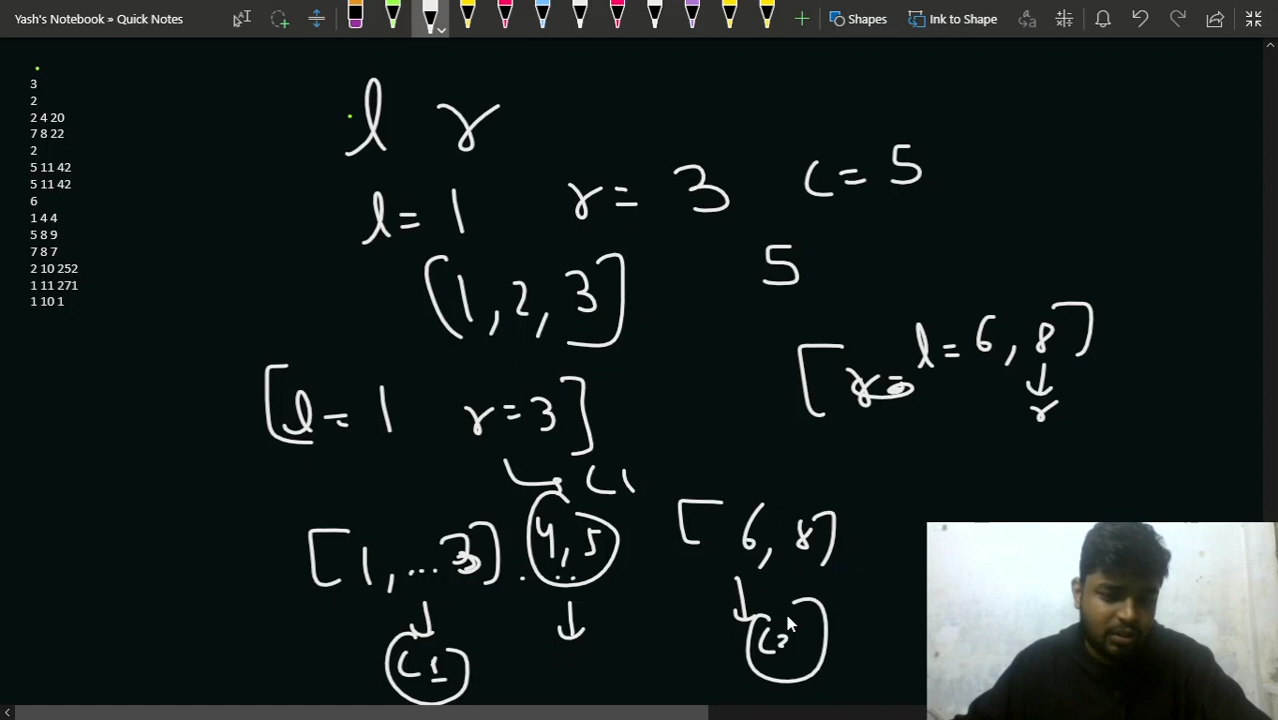 Yash's Notebook » Quick Notes
Shapes
Ink to Shape
3
2
2 4 20
7 8 22
2
5 11 42
5 11 42
6
1 4 4
5 8 9
7 8 7
2 10 252
1 11 271
1 10 1
l r
l = 1 r = 3 c = 5
[1, 2, 3] 5
[ l = 6, 8]
r
[l = 1 r = 3]
c1
[1, ... 3] 4, 5 [6, 8]
c1 c2